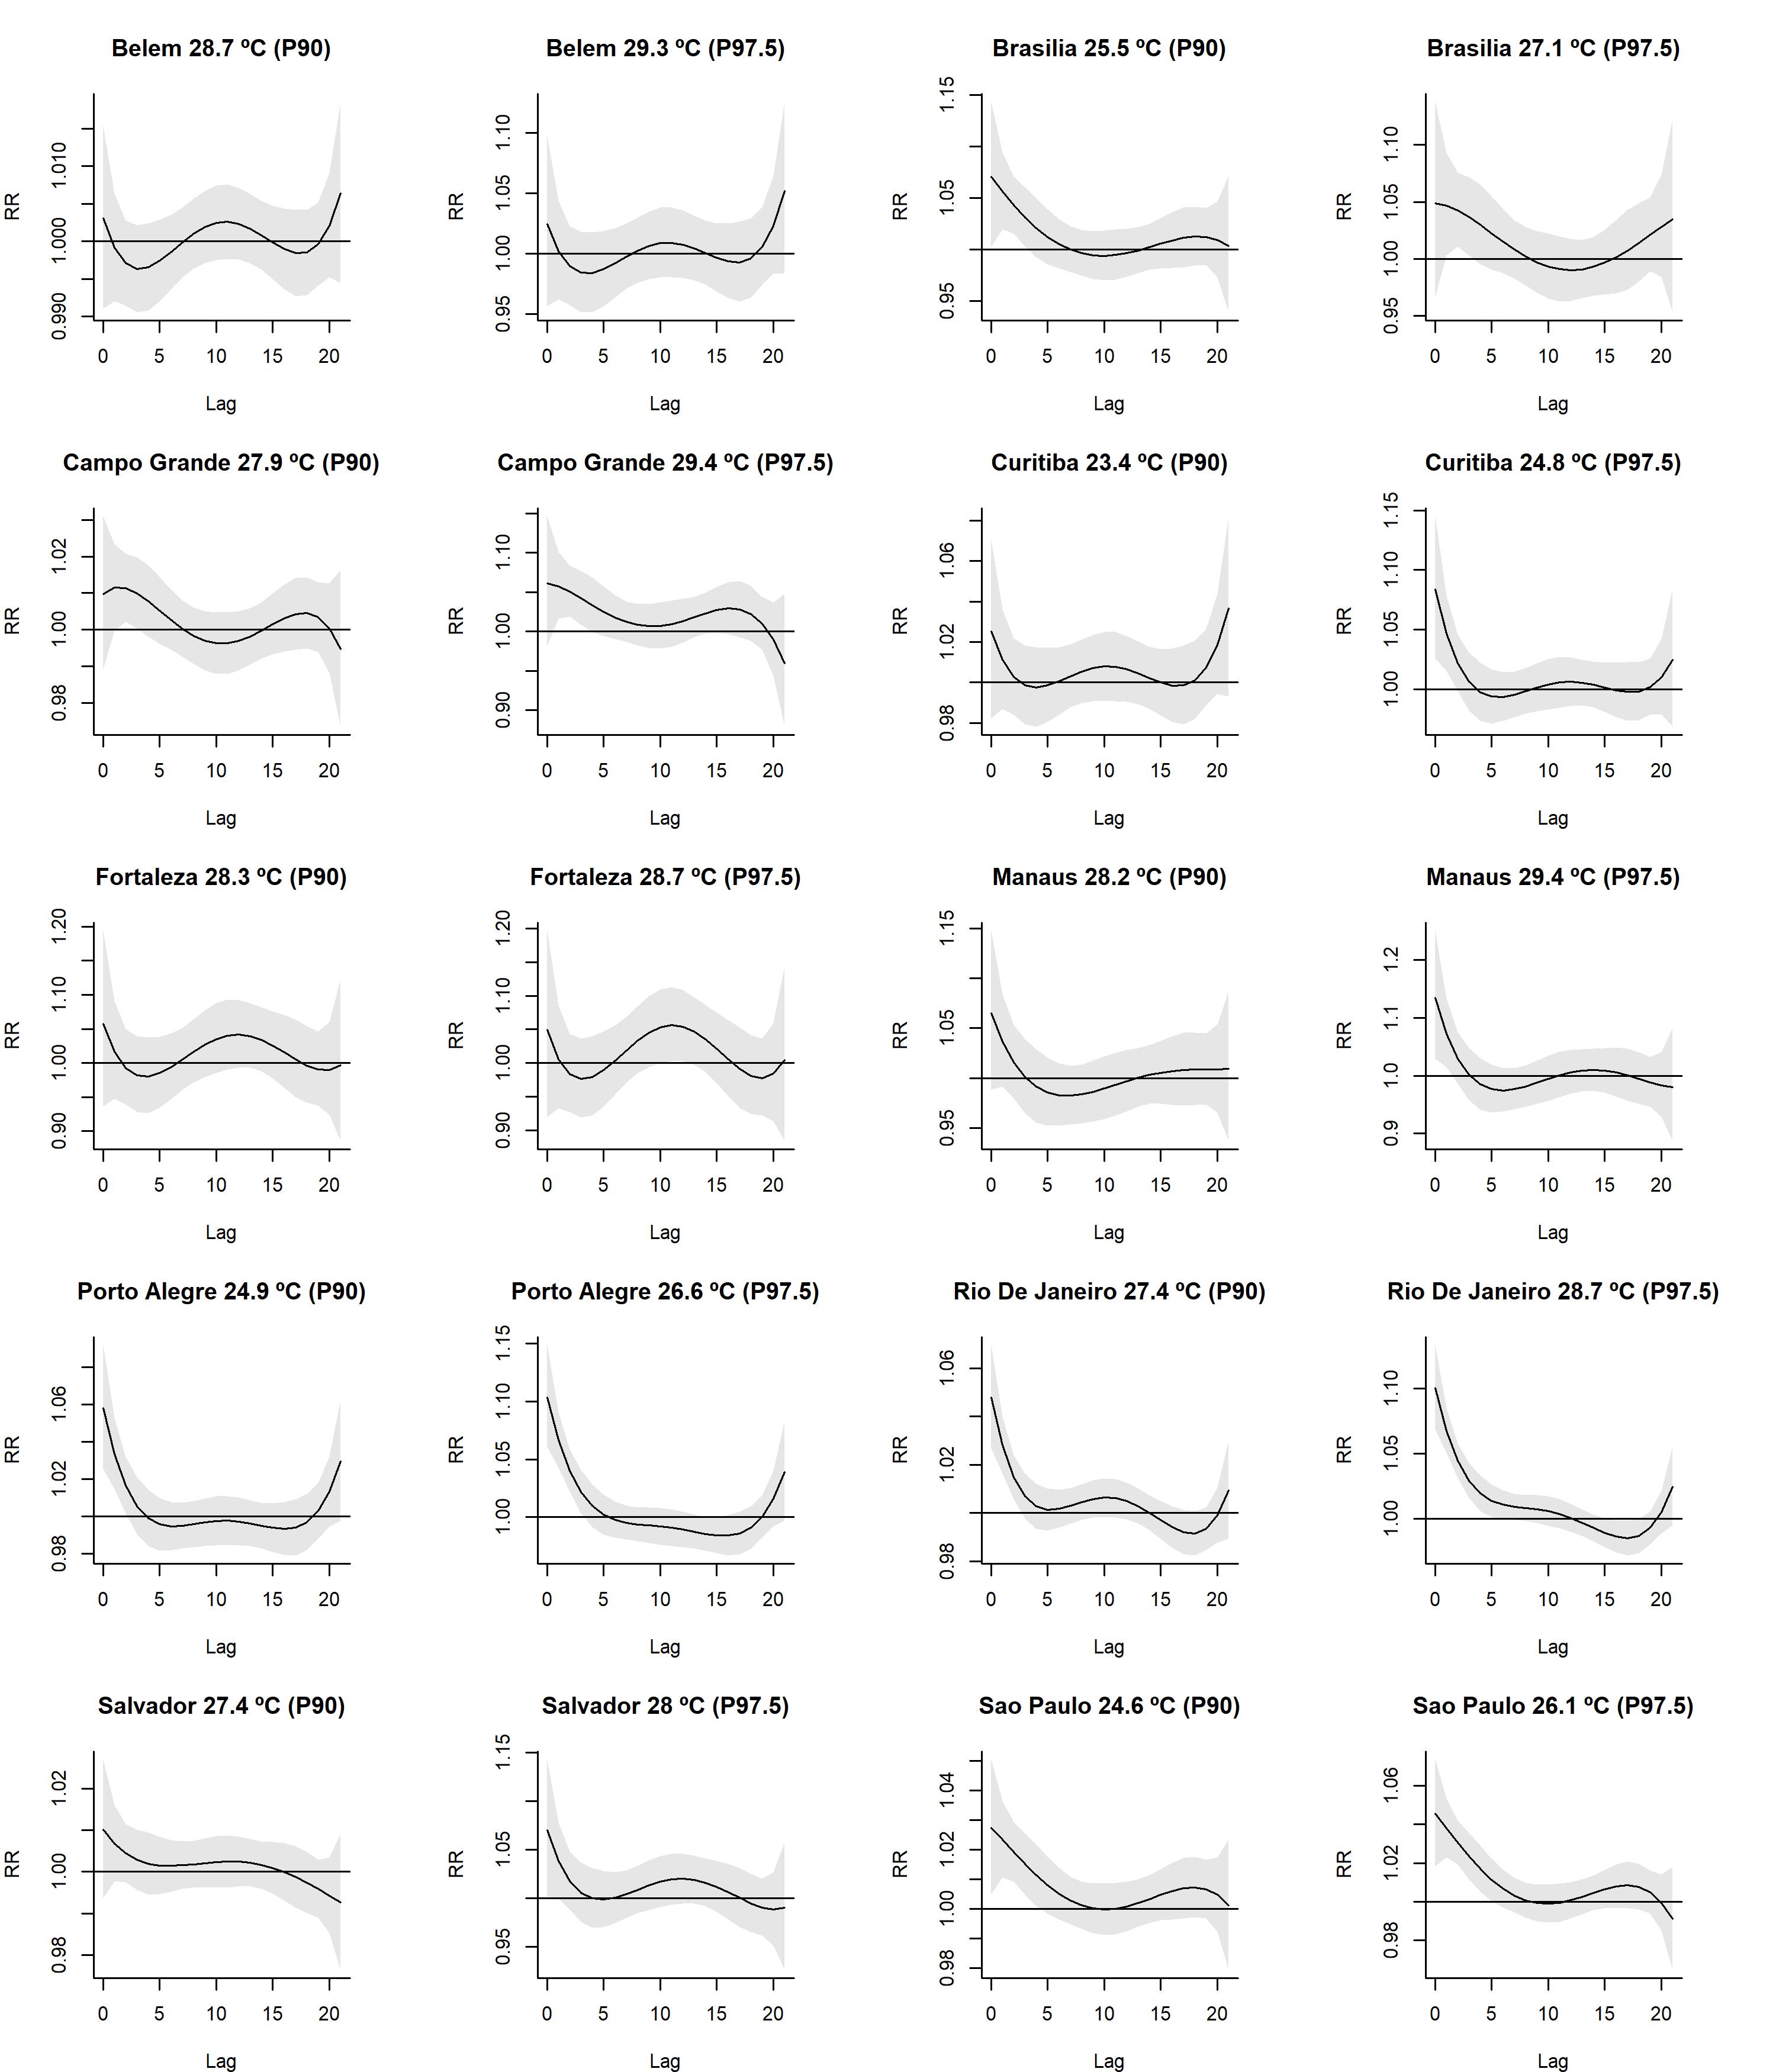 Belem 28.7 ºC (P90)
RR
0.990 1.000 1.010
0 5 10 15 20
Lag
Belem 29.3 ºC (P97.5)
RR
0.95 1.00 1.05 1.10
0 5 10 15 20
Lag
Brasilia 25.5 ºC (P90)
RR
0.95 1.05 1.15
0 5 10 15 20
Lag
Brasilia 27.1 ºC (P97.5)
RR
0.95 1.00 1.05 1.10
0 5 10 15 20
Lag
Campo Grande 27.9 ºC (P90)
RR
0.98 1.00 1.02
0 5 10 15 20
Lag
Campo Grande 29.4 ºC (P97.5)
RR
0.90 1.00 1.10
0 5 10 15 20
Lag
Curitiba 23.4 ºC (P90)
RR
0.98 1.02 1.06
0 5 10 15 20
Lag
Curitiba 24.8 ºC (P97.5)
RR
1.00 1.05 1.10 1.15
0 5 10 15 20
Lag
Fortaleza 28.3 ºC (P90)
RR
0.90 1.00 1.10 1.20
0 5 10 15 20
Lag
Fortaleza 28.7 ºC (P97.5)
RR
0.90 1.00 1.10 1.20
0 5 10 15 20
Lag
Manaus 28.2 ºC (P90)
RR
0.95 1.05 1.15
0 5 10 15 20
Lag
Manaus 29.4 ºC (P97.5)
RR
0.9 1.0 1.1 1.2
0 5 10 15 20
Lag
Porto Alegre 24.9 ºC (P90)
RR
0.98 1.02 1.06
0 5 10 15 20
Lag
Porto Alegre 26.6 ºC (P97.5)
RR
1.00 1.05 1.10 1.15
0 5 10 15 20
Lag
Rio De Janeiro 27.4 ºC (P90)
RR
0.98 1.02 1.06
0 5 10 15 20
Lag
Rio De Janeiro 28.7 ºC (P97.5)
RR
1.00 1.05 1.10
0 5 10 15 20
Lag
Salvador 27.4 ºC (P90)
RR
0.98 1.00 1.02
0 5 10 15 20
Lag
Salvador 28 ºC (P97.5)
RR
0.95 1.05 1.15
0 5 10 15 20
Lag
Sao Paulo 24.6 ºC (P90)
RR
0.98 1.00 1.02 1.04
0 5 10 15 20
Lag
Sao Paulo 26.1 ºC (P97.5)
RR
0.98 1.02 1.06
0 5 10 15 20
Lag